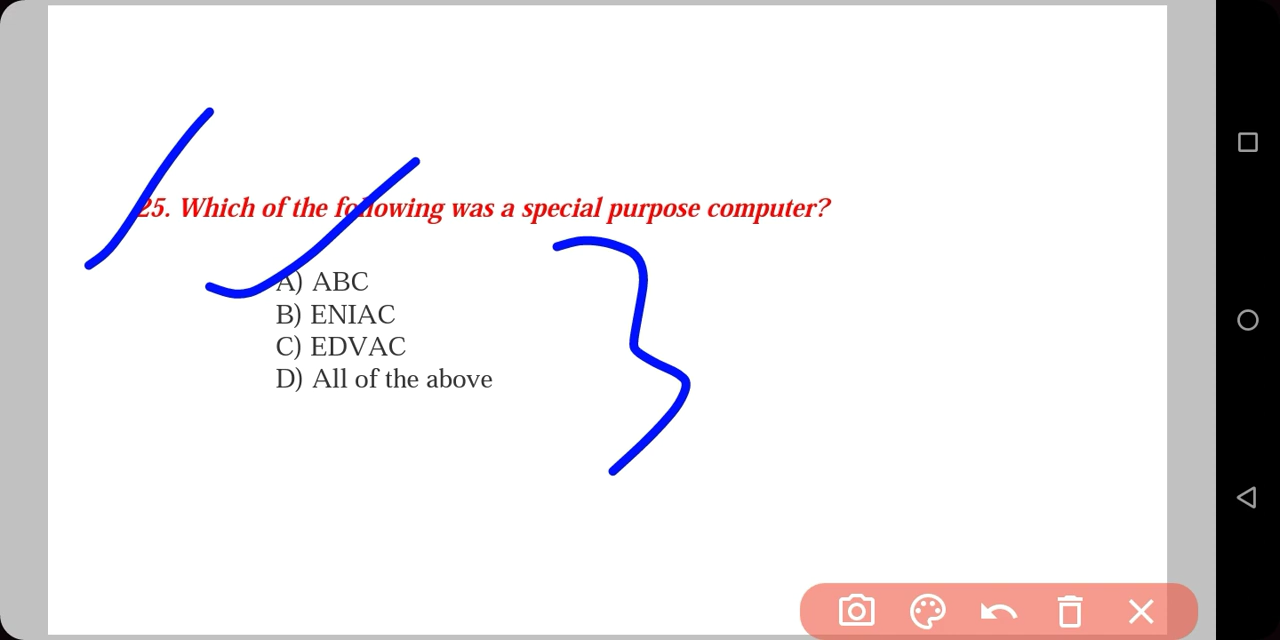 25. Which of the following was a special purpose computer?
A) ABC
B) ENIAC
C) EDVAC
D) All of the above